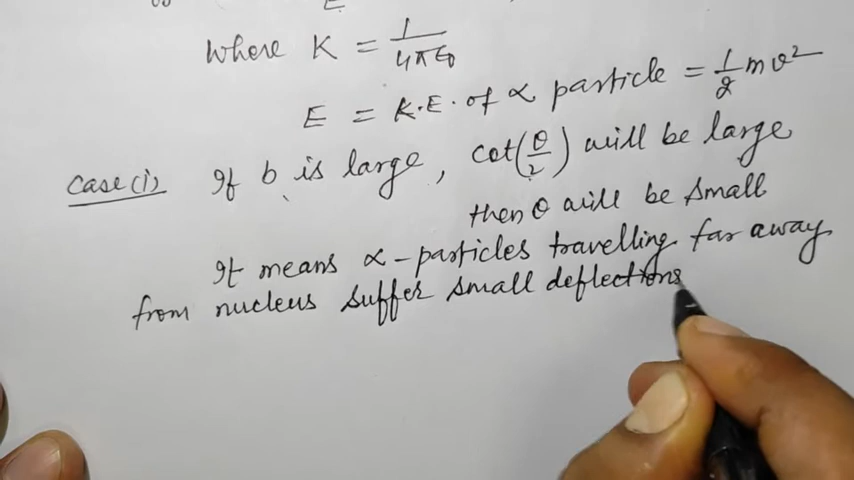 E
Where K = 1/4πε₀
E = K.E. of α particle = 1/2 mv²
Case(i) If b is large, cot(θ/2) will be large
then θ will be small
It means α-particles travelling far away
from nucleus suffer small deflections